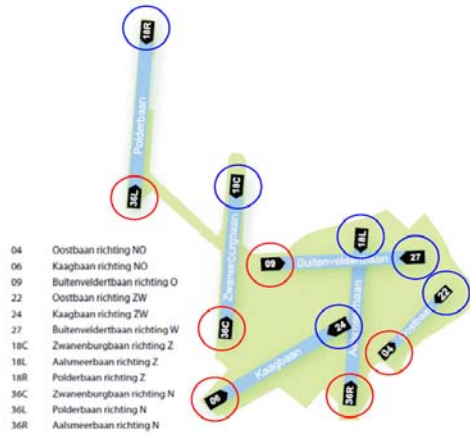 18R
Polderbaan
36L
18C
18L
Zwanenburgbaan
09
Buitenveldertbaan
27
22
36C
24
Kaagbaan
04
06
36R
04 Oostbaan richting NO
06 Kaagbaan richting NO
09 Buitenveldertbaan richting O
22 Oostbaan richting ZW
24 Kaagbaan richting ZW
27 Buitenveldertbaan richting W
18C Zwanenburgbaan richting Z
18L Aalsmeerbaan richting Z
18R Polderbaan richting Z
36C Zwanenburgbaan richting N
36L Polderbaan richting N
36R Aalsmeerbaan richting N